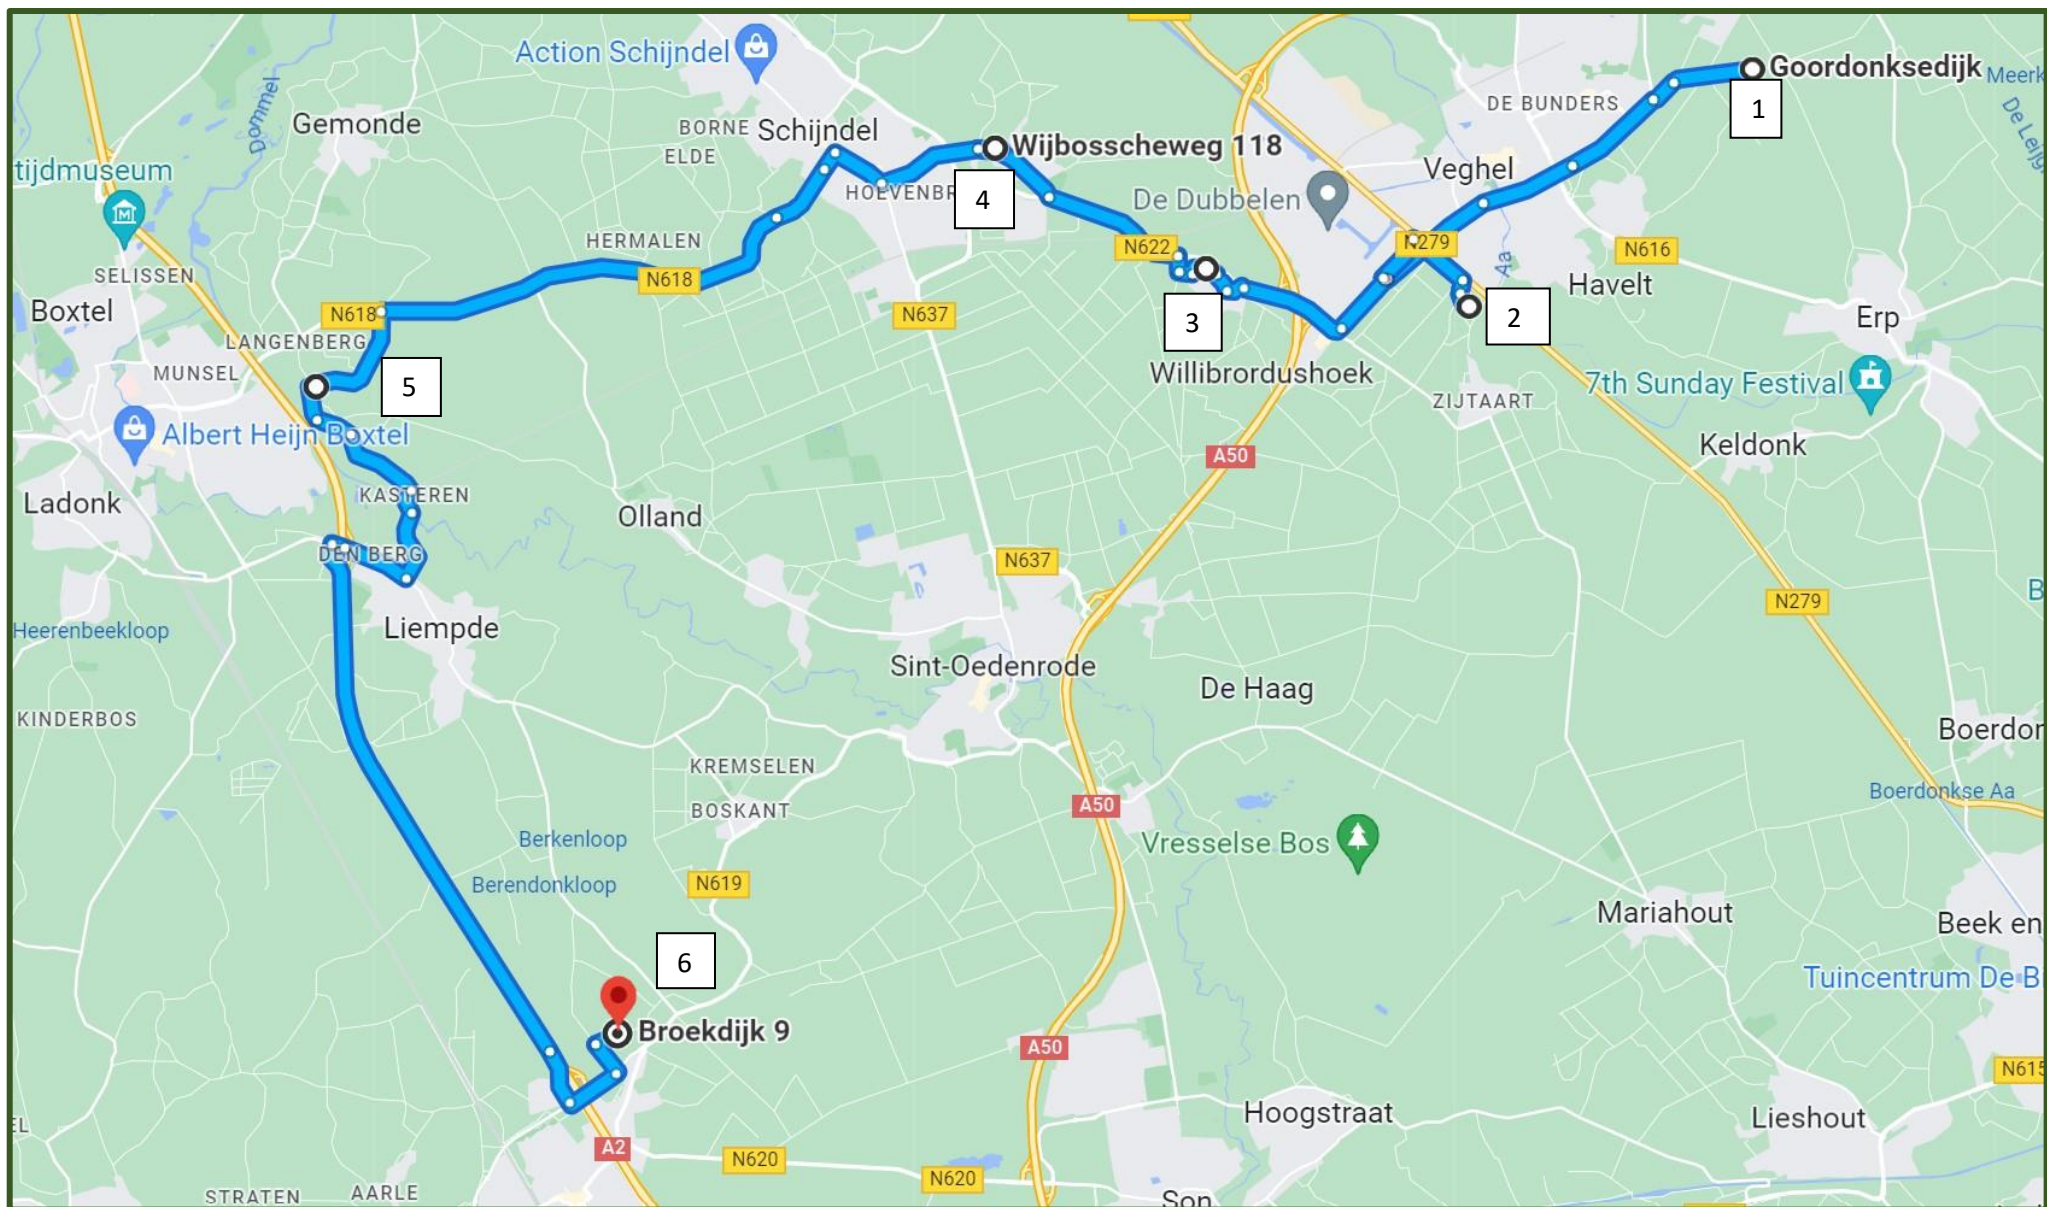 Action Schijndel
Goordonksedijk
Meerk
1
DE BUNDERS
De Leijg
Dommel
Gemonde
BORNE
Schijndel
ELDE
Wijbosscheweg 118
tijdmuseum
Veghel
HOEVENBR
4
De Dubbelen
HERMALEN
N622
N279
N616
Aa
SELISSEN
N618
Havelt
Boxtel
N618
N637
3
2
Erp
LANGENBERG
MUNSEL
5
Willibrordushoek
7th Sunday Festival
ZIJTAART
Albert Heijn Boxtel
Keldonk
A50
KASTEREN
Ladonk
Olland
DEN BERG
N637
B
N279
Heerenbeekloop
Liempde
Sint-Oedenrode
De Haag
KINDERBOS
Boerdon
KREMSELEN
Boerdonkse Aa
BOSKANT
A50
Berkenloop
Vresselse Bos
Berendonkloop
N619
Mariahout
Beek en
6
Tuincentrum De B
Broekdijk 9
A50
N615
EL
Hoogstraat
Lieshout
A2
N620
N620
STRATEN
AARLE
Son